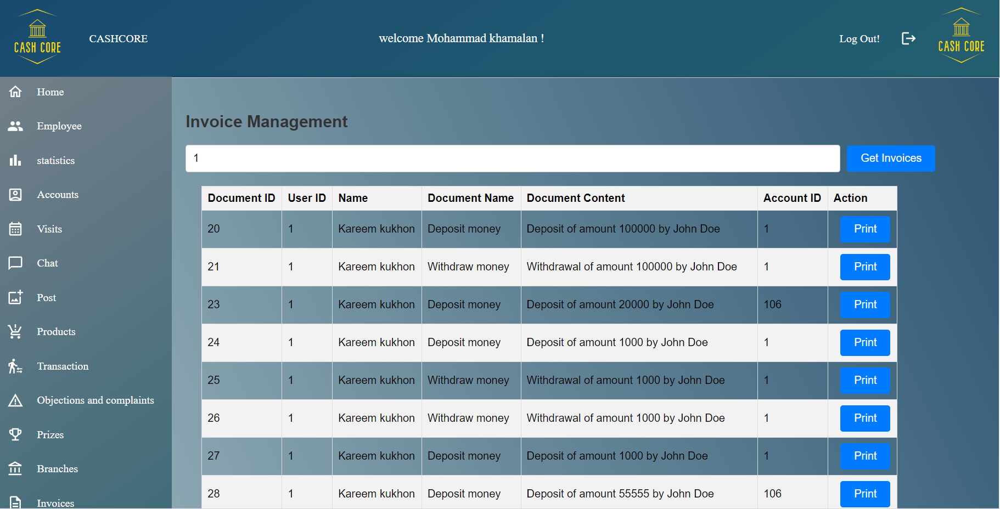 CASH CORE
CASHCORE
welcome Mohammad khamalan !
Log Out!
CASH CORE
Home
Employee
statistics
Accounts
Visits
Chat
Post
Products
Transaction
Objections and complaints
Prizes
Branches
Invoices
Invoice Management
1
Get Invoices
Document ID User ID Name Document Name Document Content Account ID Action
20 1 Kareem kukhon Deposit money Deposit of amount 100000 by John Doe 1 Print
21 1 Kareem kukhon Withdraw money Withdrawal of amount 100000 by John Doe 1 Print
23 1 Kareem kukhon Deposit money Deposit of amount 20000 by John Doe 106 Print
24 1 Kareem kukhon Deposit money Deposit of amount 1000 by John Doe 1 Print
25 1 Kareem kukhon Withdraw money Withdrawal of amount 1000 by John Doe 1 Print
26 1 Kareem kukhon Withdraw money Withdrawal of amount 1000 by John Doe 1 Print
27 1 Kareem kukhon Deposit money Deposit of amount 1000 by John Doe 1 Print
28 1 Kareem kukhon Deposit money Deposit of amount 55555 by John Doe 106 Print